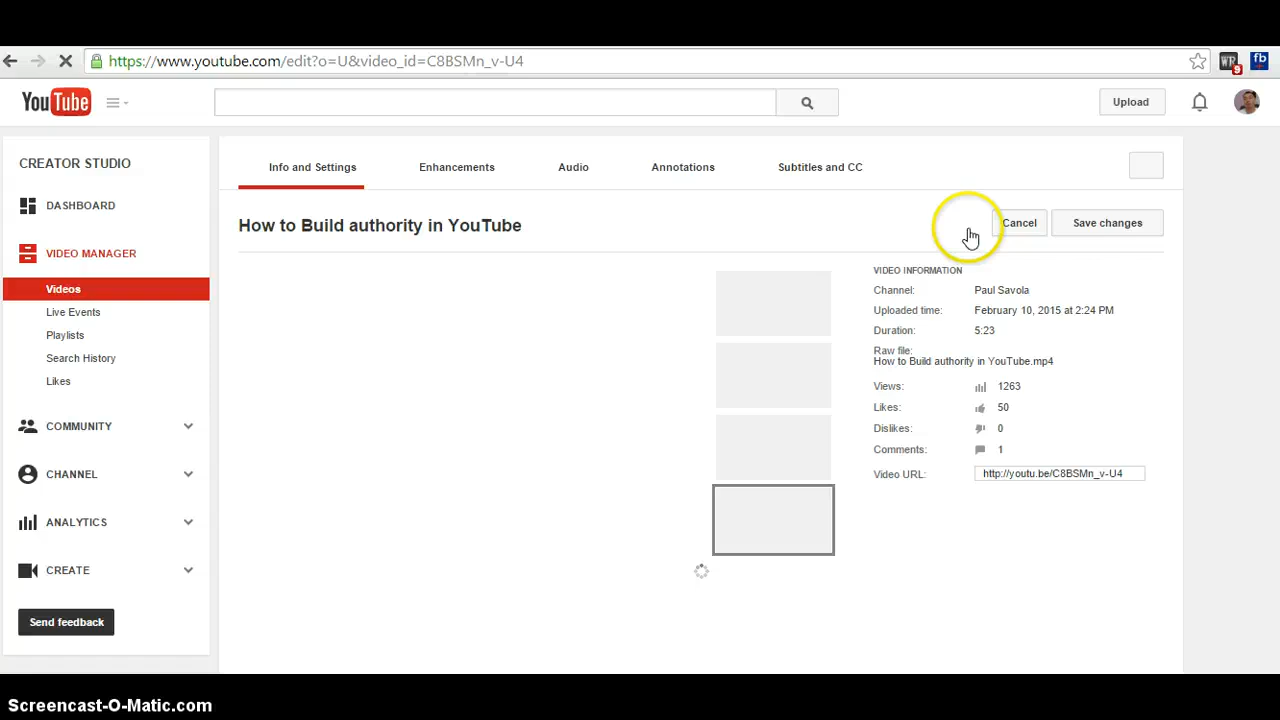 https://www.youtube.com/edit?o=U&video_id=C8BSMn_v-U4
WR
9
fb
YouTube
Upload
CREATOR STUDIO
DASHBOARD
VIDEO MANAGER
Videos
Live Events
Playlists
Search History
Likes
COMMUNITY
CHANNEL
ANALYTICS
CREATE
Send feedback
Info and Settings
Enhancements
Audio
Annotations
Subtitles and CC
How to Build authority in YouTube
Cancel
Save changes
VIDEO INFORMATION
Channel: Paul Savola
Uploaded time: February 10, 2015 at 2:24 PM
Duration: 5:23
Raw file:
How to Build authority in YouTube.mp4
Views: 1263
Likes: 50
Dislikes: 0
Comments: 1
Video URL: http://youtu.be/C8BSMn_v-U4
Screencast-O-Matic.com